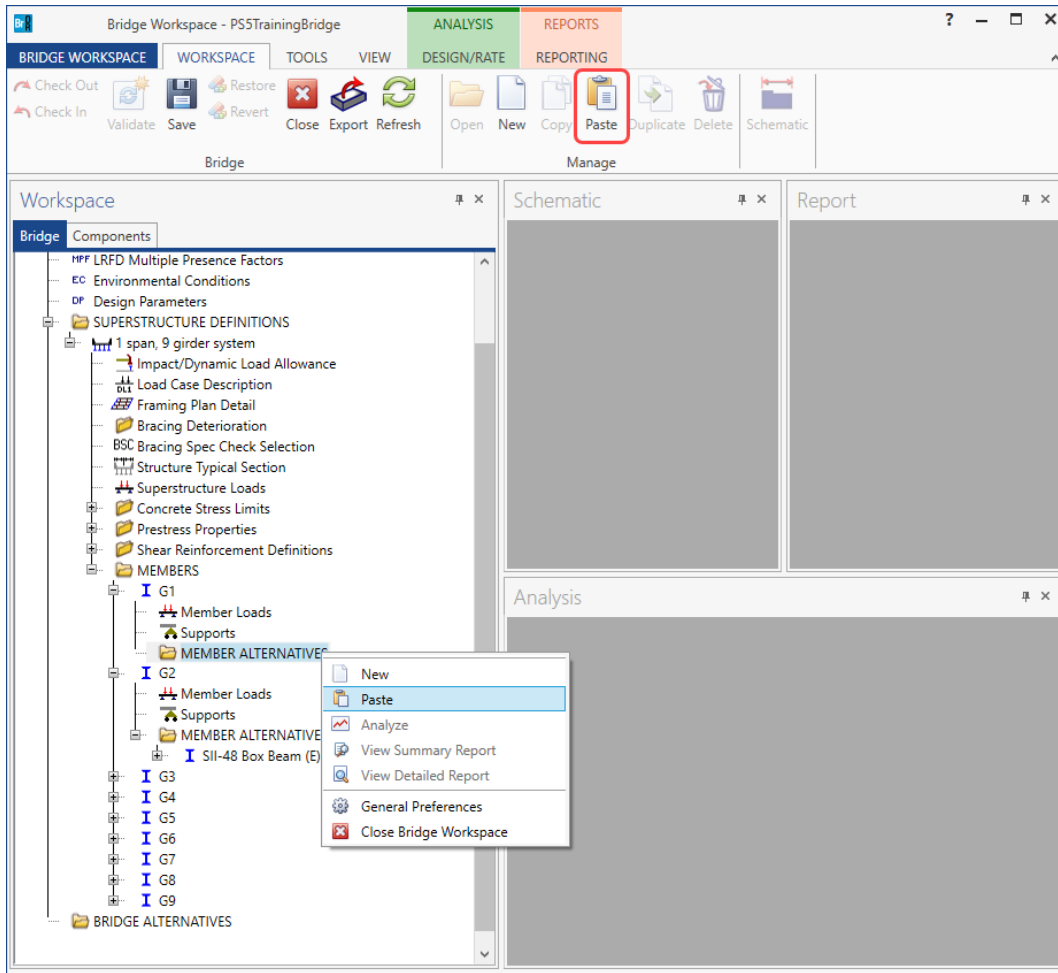 Br R
Bridge Workspace - PS5TrainingBridge
ANALYSIS
REPORTS
?
BRIDGE WORKSPACE
WORKSPACE
TOOLS
VIEW
DESIGN/RATE
REPORTING
Check Out
Check In
Validate
Save
Restore
Revert
Close
Export
Refresh
Open
New
Copy
Paste
Duplicate
Delete
Schematic
Bridge
Manage
Workspace
Bridge
Components
MPF LRFD Multiple Presence Factors
EC Environmental Conditions
DP Design Parameters
SUPERSTRUCTURE DEFINITIONS
1 span, 9 girder system
Impact/Dynamic Load Allowance
DL1 Load Case Description
Framing Plan Detail
Bracing Deterioration
BSC Bracing Spec Check Selection
Structure Typical Section
Superstructure Loads
Concrete Stress Limits
Prestress Properties
Shear Reinforcement Definitions
MEMBERS
G1
Member Loads
Supports
MEMBER ALTERNATIVES
G2
Member Loads
Supports
MEMBER ALTERNATIVE
SII-48 Box Beam (E)
G3
G4
G5
G6
G7
G8
G9
BRIDGE ALTERNATIVES
New
Paste
Analyze
View Summary Report
View Detailed Report
General Preferences
Close Bridge Workspace
Schematic
Report
Analysis